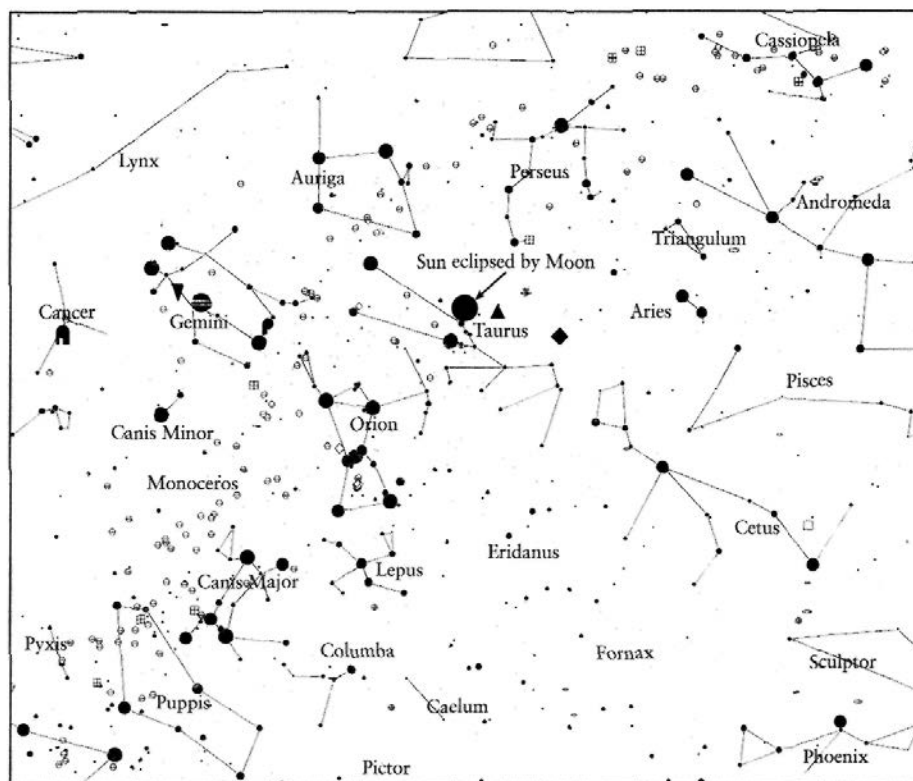 Cassiopeia
Lynx
Auriga
Perseus
Andromeda
Triangulum
Sun eclipsed by Moon
Cancer
Gemini
Taurus
Aries
Pisces
Canis Minor
Orion
Monoceros
Cetus
Eridanus
Canis Major
Lepus
Pyxis
Columba
Fornax
Sculptor
Puppis
Caelum
Phoenix
Pictor